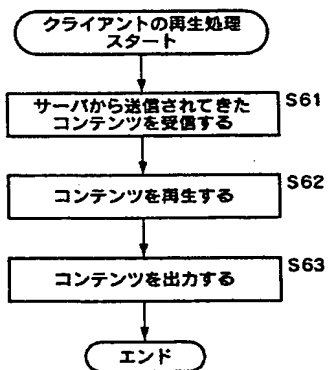 クライアントの再生処理
スタート
サーバから送信されてきた
コンテンツを受信する
S61
コンテンツを再生する
S62
コンテンツを出力する
S63
エンド